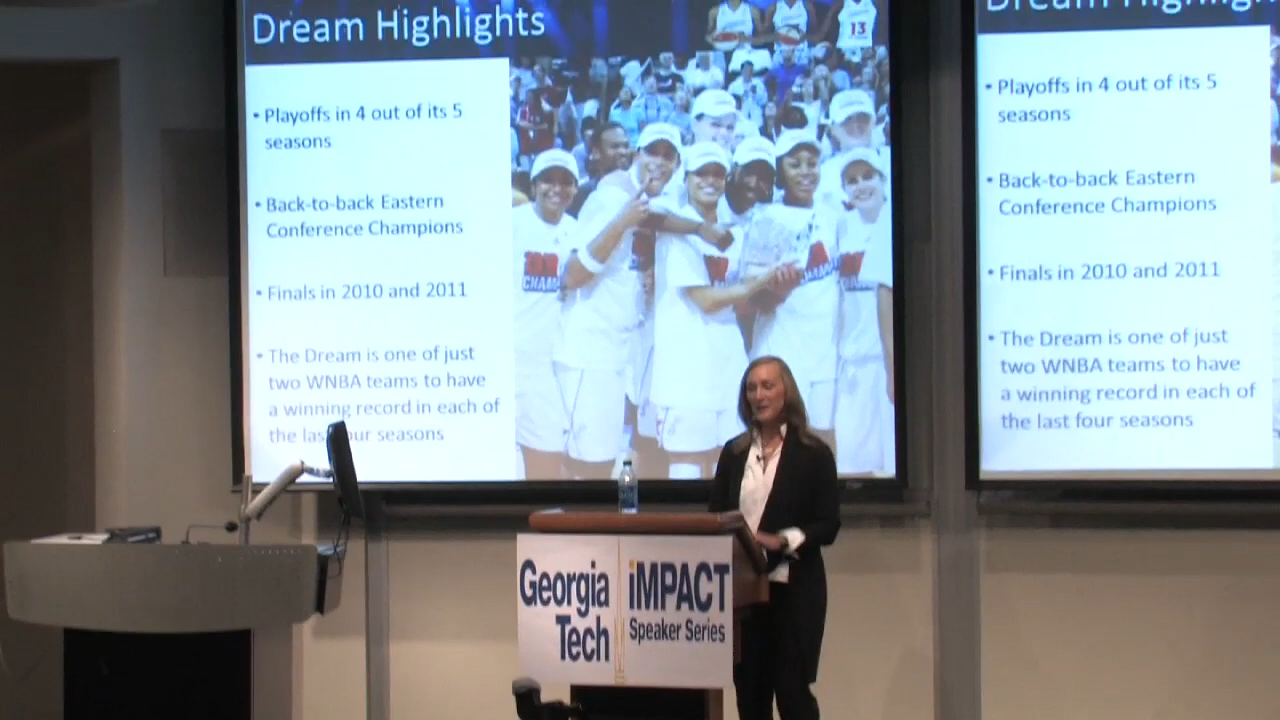 Dream Highlights
• Playoffs in 4 out of its 5
seasons
• Back-to-back Eastern
Conference Champions
• Finals in 2010 and 2011
• The Dream is one of just
two WNBA teams to have
a winning record in each of
the last four seasons
13
CHAM
CHAM
Dream Highligh
• Playoffs in 4 out of its 5
seasons
• Back-to-back Eastern
Conference Champions
• Finals in 2010 and 2011
• The Dream is one of just
two WNBA teams to have
a winning record in each of
the last four seasons
Georgia
Tech
iMPACT
Speaker Series